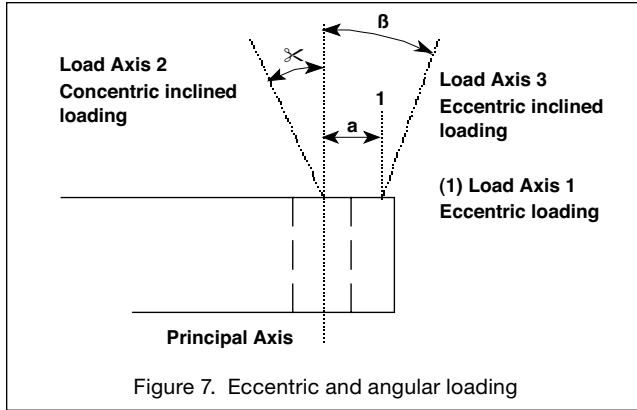 ß
✂
Load Axis 2
Concentric inclined
loading
Load Axis 3
Eccentric inclined
loading
1
a
(1) Load Axis 1
Eccentric loading
Principal Axis
Figure 7. Eccentric and angular loading